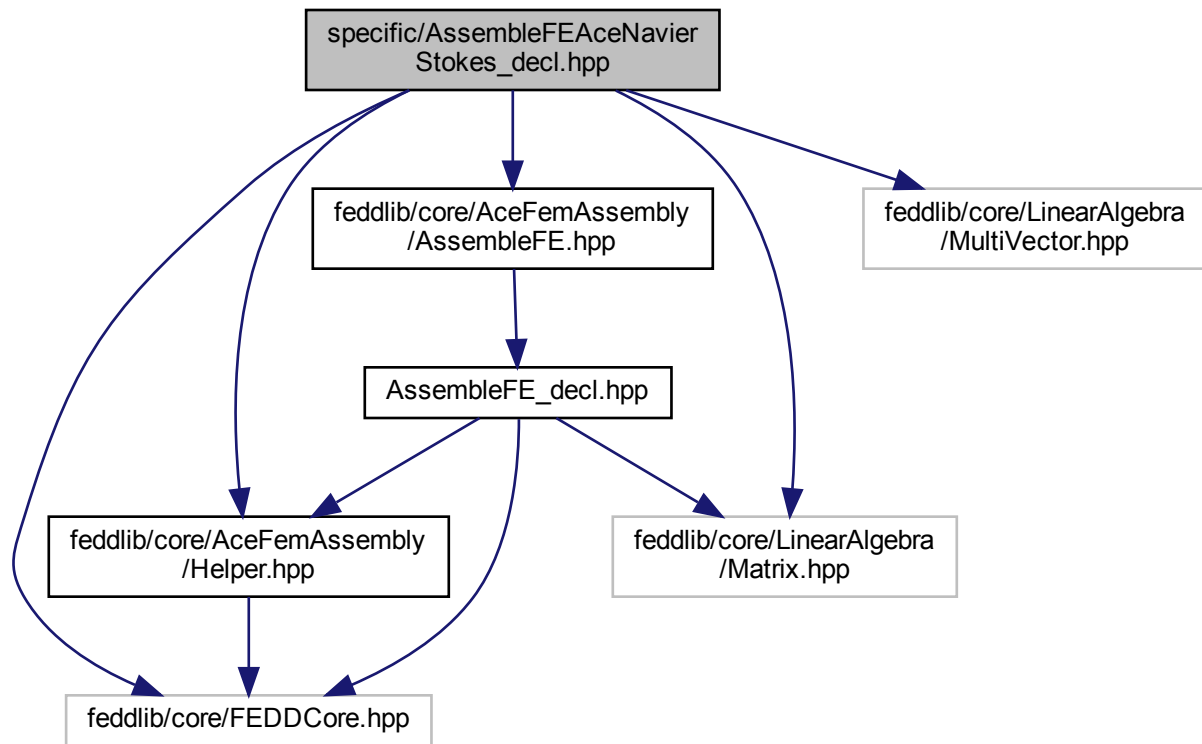 specific/AssembleFEAceNavier
Stokes_decl.hpp
feddlib/core/AceFemAssembly
/AssembleFE.hpp
feddlib/core/LinearAlgebra
/MultiVector.hpp
AssembleFE_decl.hpp
feddlib/core/AceFemAssembly
/Helper.hpp
feddlib/core/LinearAlgebra
/Matrix.hpp
feddlib/core/FEDDCore.hpp